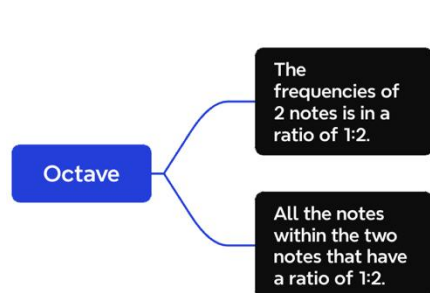 Octave
The
frequencies of
2 notes is in a
ratio of 1:2.
All the notes
within the two
notes that have
a ratio of 1:2.